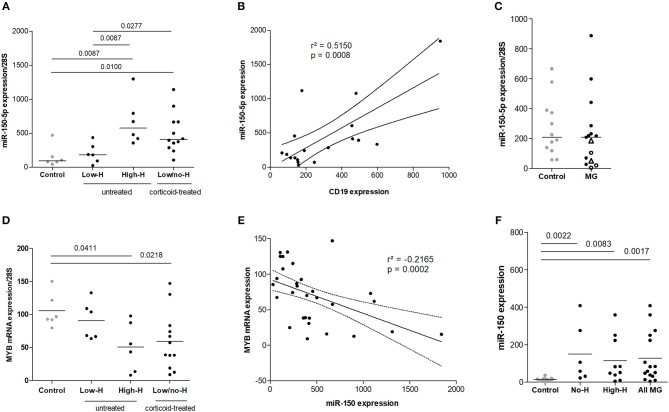 A
miR-150-5p expression/28S
2000
1500
1000
500
0
0.0277
0.0087
0.0087
0.0100
Control
Low-H
High-H
Low/no-H
untreated
corticoid-treated
B
miR-150-5p expression
2000
1500
1000
500
0
r² = 0.5150
p = 0.0008
0
200
400
600
800
1000
CD19 expression
C
miR-150-5p expression/28S
1000
800
600
400
200
0
Control
MG
D
MYB mRNA expression/28S
200
150
100
50
0
0.0411
0.0218
Control
Low-H
High-H
Low/no-H
untreated
corticoid-treated
E
MYB mRNA expression
200
150
100
50
0
-50
r² = -0.2165
p = 0.0002
0
500
1000
1500
2000
miR-150 expression
F
miR-150 expression
800
600
400
200
0
0.0022
0.0083
0.0017
Control
No-H
High-H
All MG